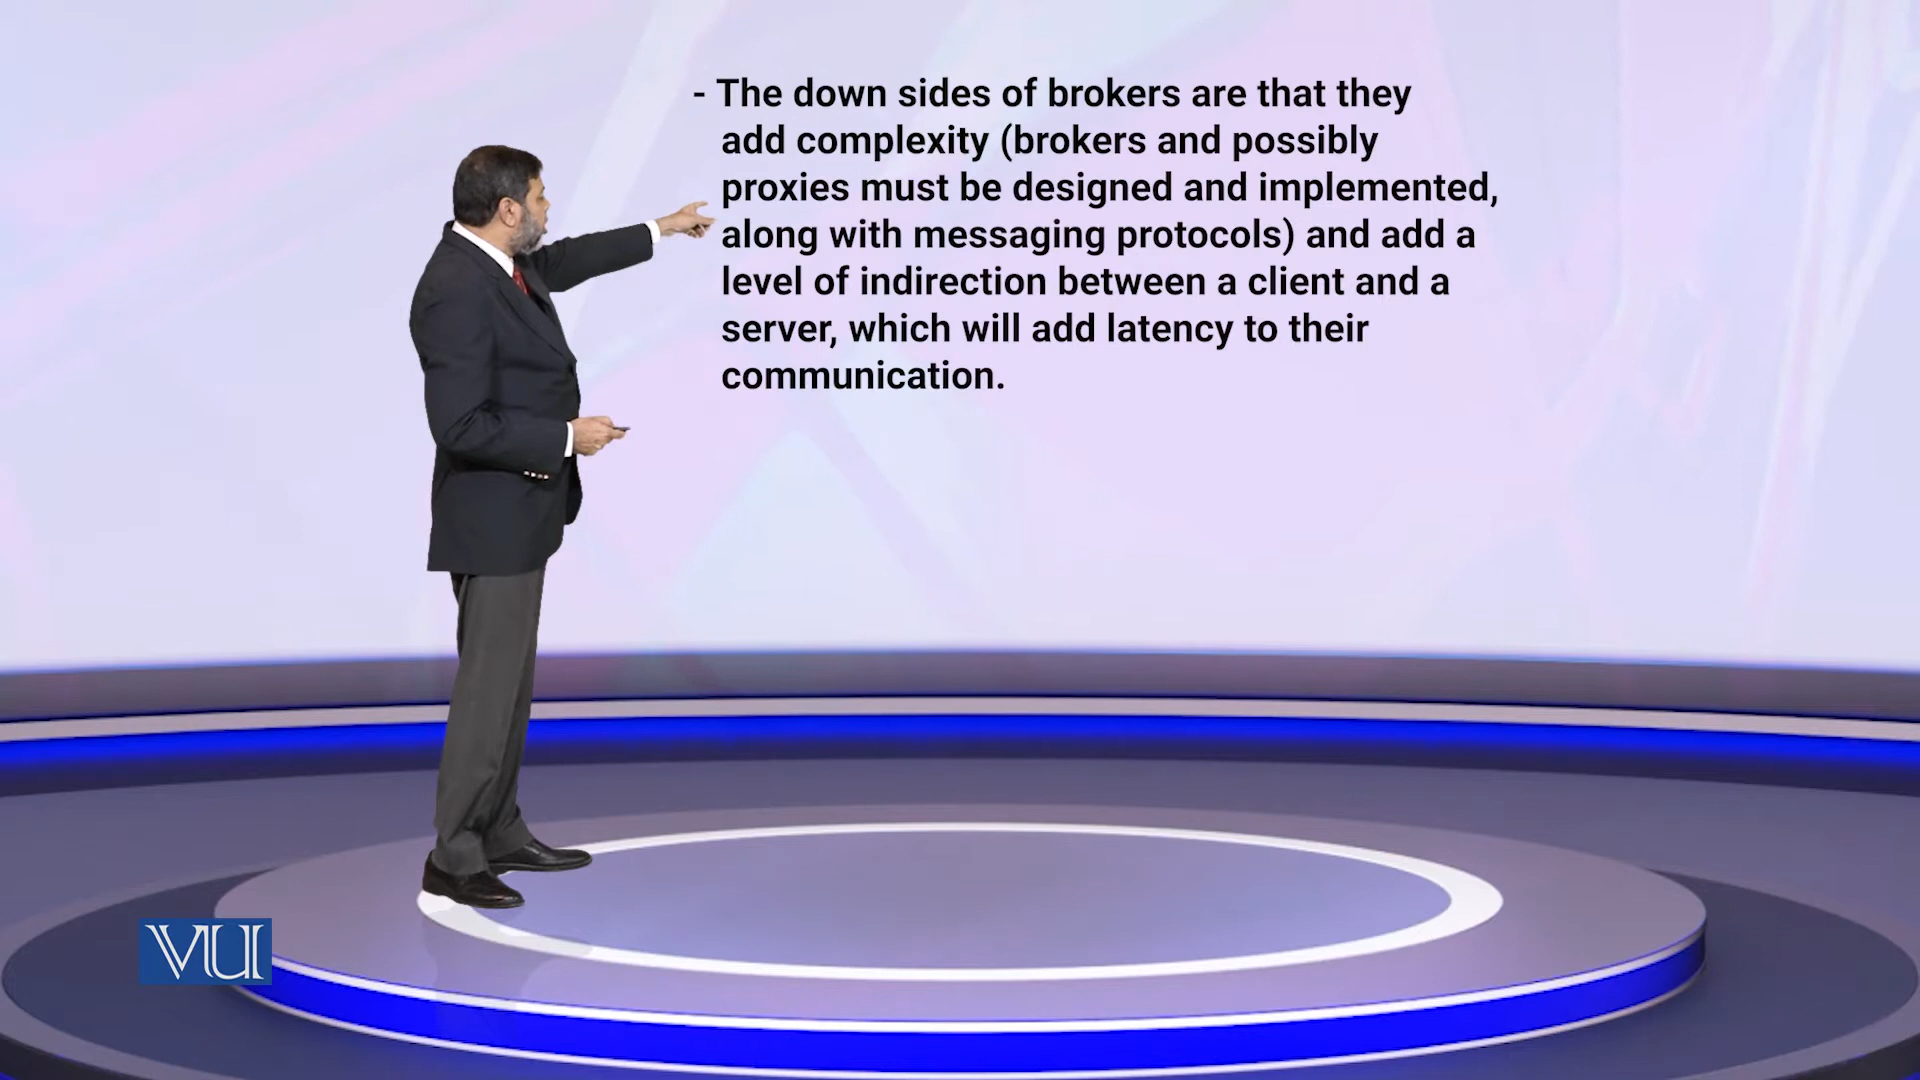 - The down sides of brokers are that they
add complexity (brokers and possibly
proxies must be designed and implemented,
along with messaging protocols) and add a
level of indirection between a client and a
server, which will add latency to their
communication.
VU